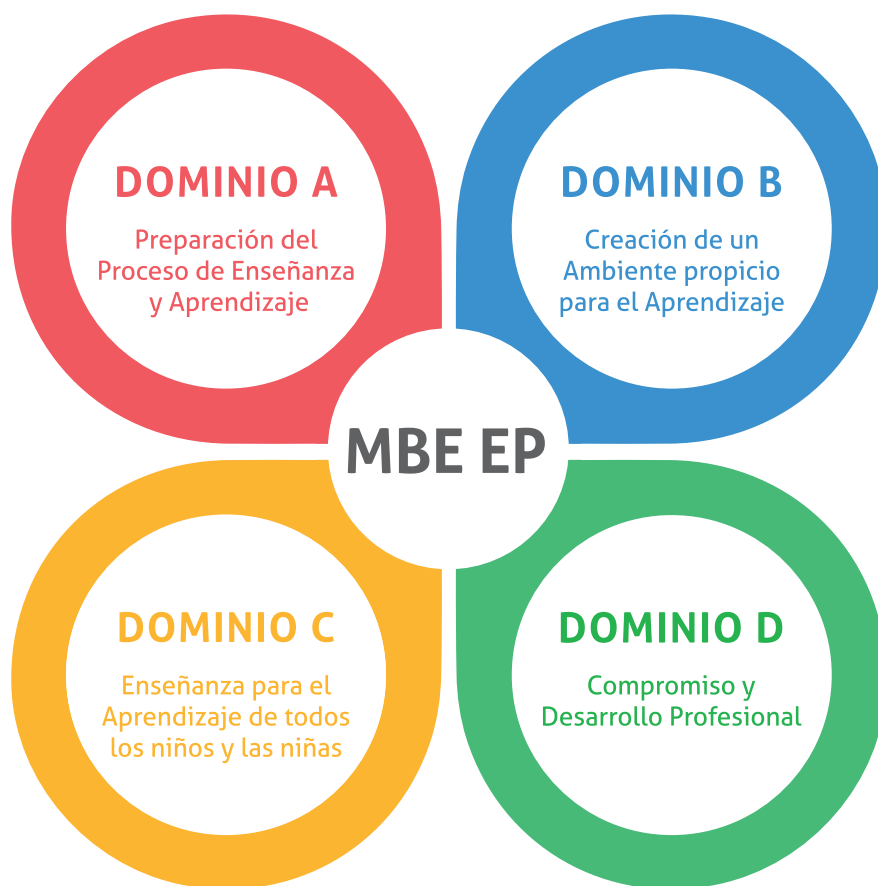 DOMINIO A
Preparación del
Proceso de Enseñanza
y Aprendizaje
DOMINIO B
Creación de un
Ambiente propicio
para el Aprendizaje
MBE EP
DOMINIO C
Enseñanza para el
Aprendizaje de todos
los niños y las niñas
DOMINIO D
Compromiso y
Desarrollo Profesional